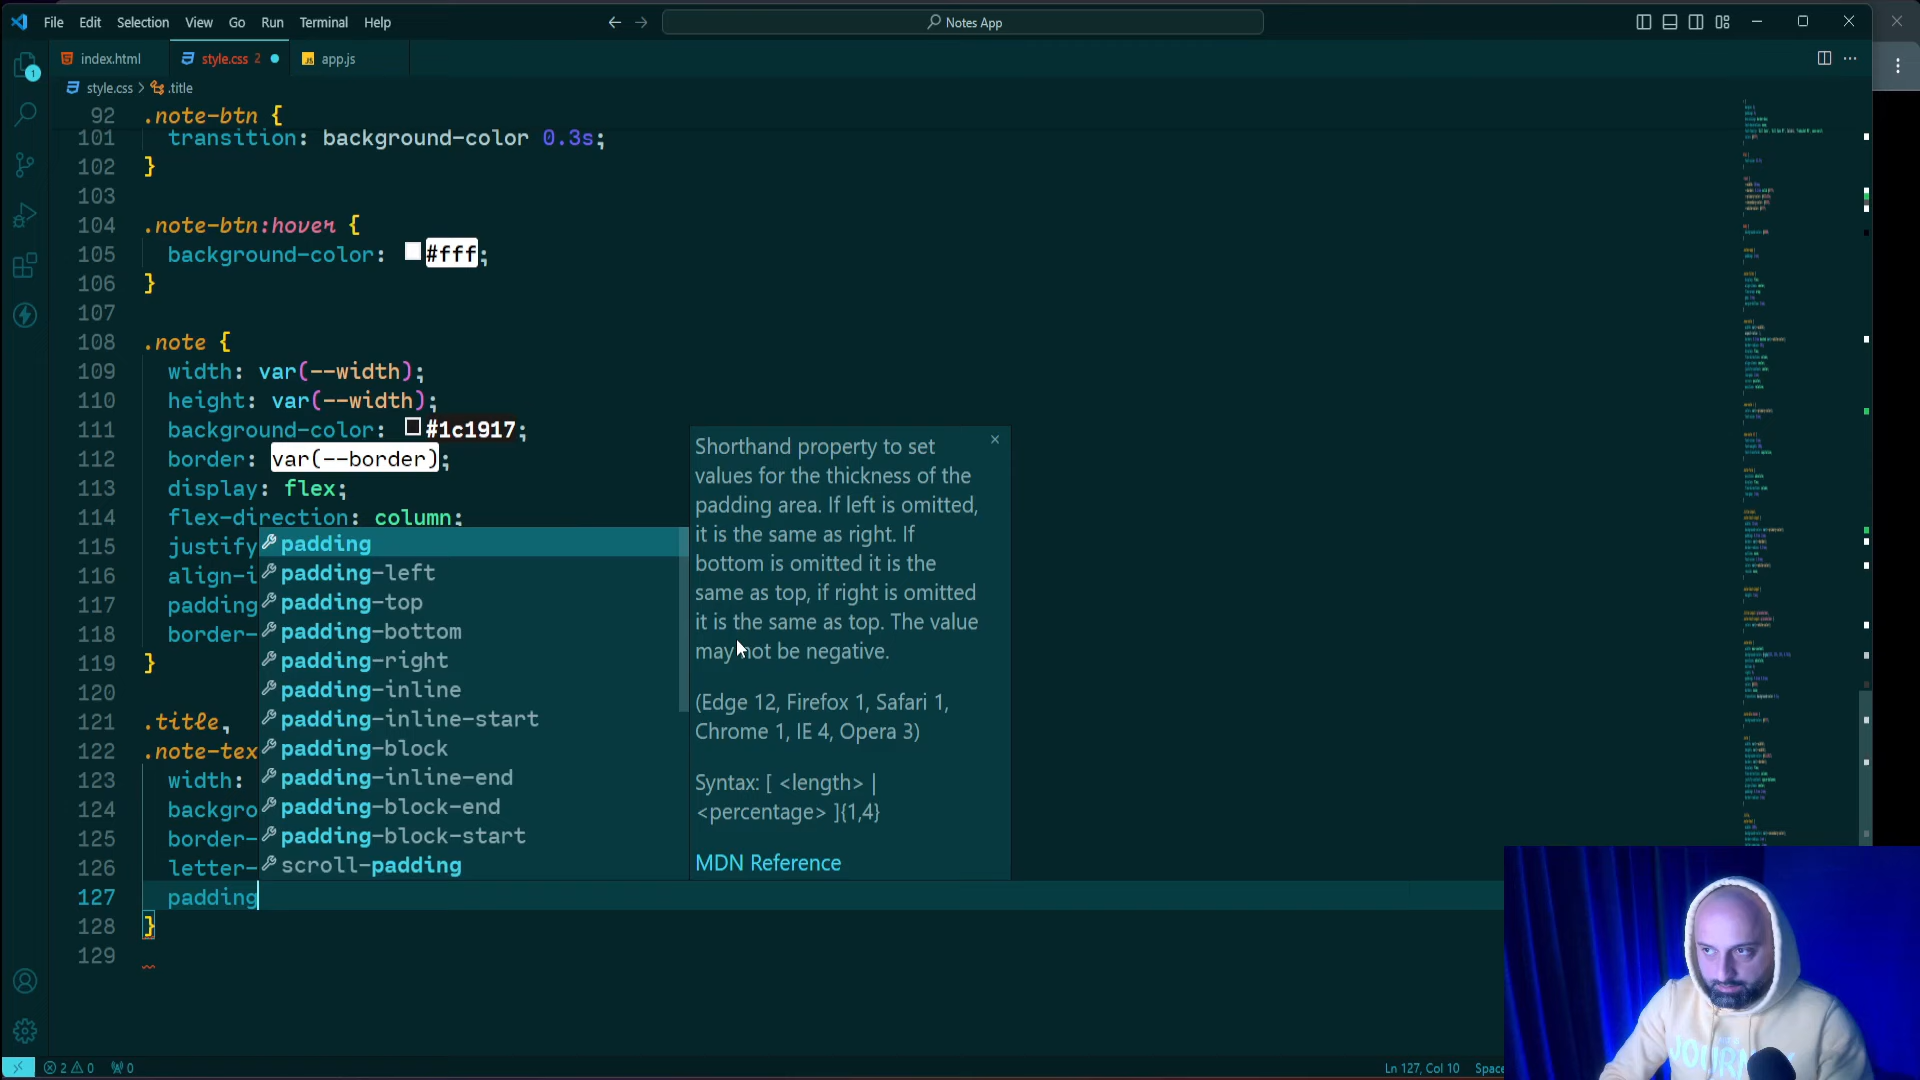 File Edit Selection View Go Run Terminal Help
Notes App
index.html
style.css 2
app.js
style.css > .title
92 .note-btn {
101 transition: background-color 0.3s;
102 }
103
104 .note-btn:hover {
105 background-color: #fff;
106 }
107
108 .note {
109 width: var(--width);
110 height: var(--width);
111 background-color: #1c1917;
112 border: var(--border);
113 display: flex;
114 flex-direction: column;
115 justify
116 align-i
117 padding
118 border-
119 }
120
121 .title,
122 .note-tex
123 width:
124 backgro
125 border-
126 letter-
127 padding
128 }
129
padding
padding-left
padding-top
padding-bottom
padding-right
padding-inline
padding-inline-start
padding-block
padding-inline-end
padding-block-end
padding-block-start
scroll-padding
Shorthand property to set
values for the thickness of the
padding area. If left is omitted,
it is the same as right. If
bottom is omitted it is the
same as top, if right is omitted
it is the same as top. The value
may not be negative.
(Edge 12, Firefox 1, Safari 1,
Chrome 1, IE 4, Opera 3)
Syntax: [ <length> |
<percentage> ]{1,4}
MDN Reference
1
2 0
0
Ln 127, Col 10 Space
JOURNEY